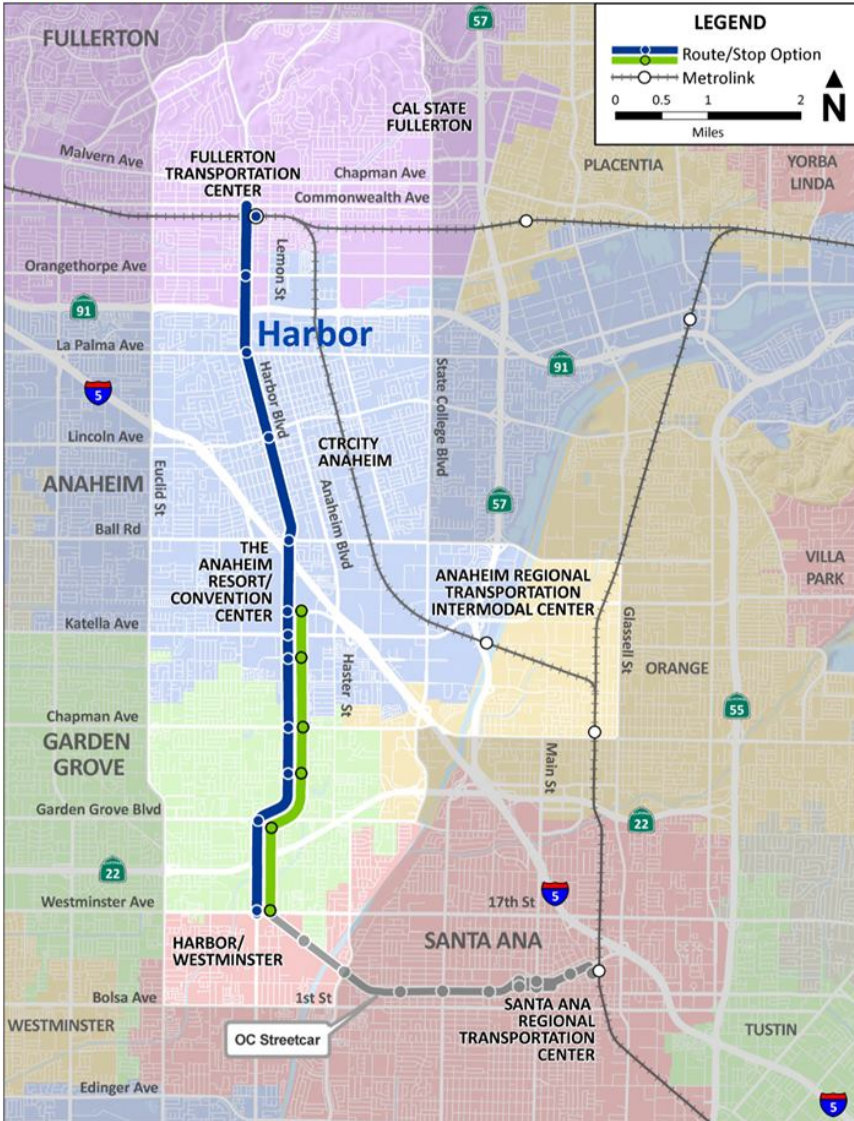 LEGEND
Route/Stop Option
Metrolink
0 0.5 1 2
Miles
N
57
FULLERTON
CAL STATE
FULLERTON
PLACENTIA
YORBA
LINDA
Malvern Ave
FULLERTON
TRANSPORTATION
CENTER
Chapman Ave
Commonwealth Ave
Lemon St
Orangethorpe Ave
91
Harbor
La Palma Ave
State College Blvd
91
5
Harbor Blvd
Lincoln Ave
CTRCITY
ANAHEIM
Euclid St
ANAHEIM
Anaheim Blvd
57
Ball Rd
THE
ANAHEIM
RESORT/
CONVENTION
CENTER
ANAHEIM REGIONAL
TRANSPORTATION
INTERMODAL CENTER
VILLA
PARK
Katella Ave
Glassell St
Haster St
ORANGE
55
Chapman Ave
GARDEN
GROVE
Main St
Garden Grove Blvd
22
22
5
Westminster Ave
17th St
HARBOR/
WESTMINSTER
SANTA ANA
Bolsa Ave
1st St
SANTA ANA
REGIONAL
TRANSPORTATION
CENTER
WESTMINSTER
OC Streetcar
TUSTIN
Edinger Ave
5